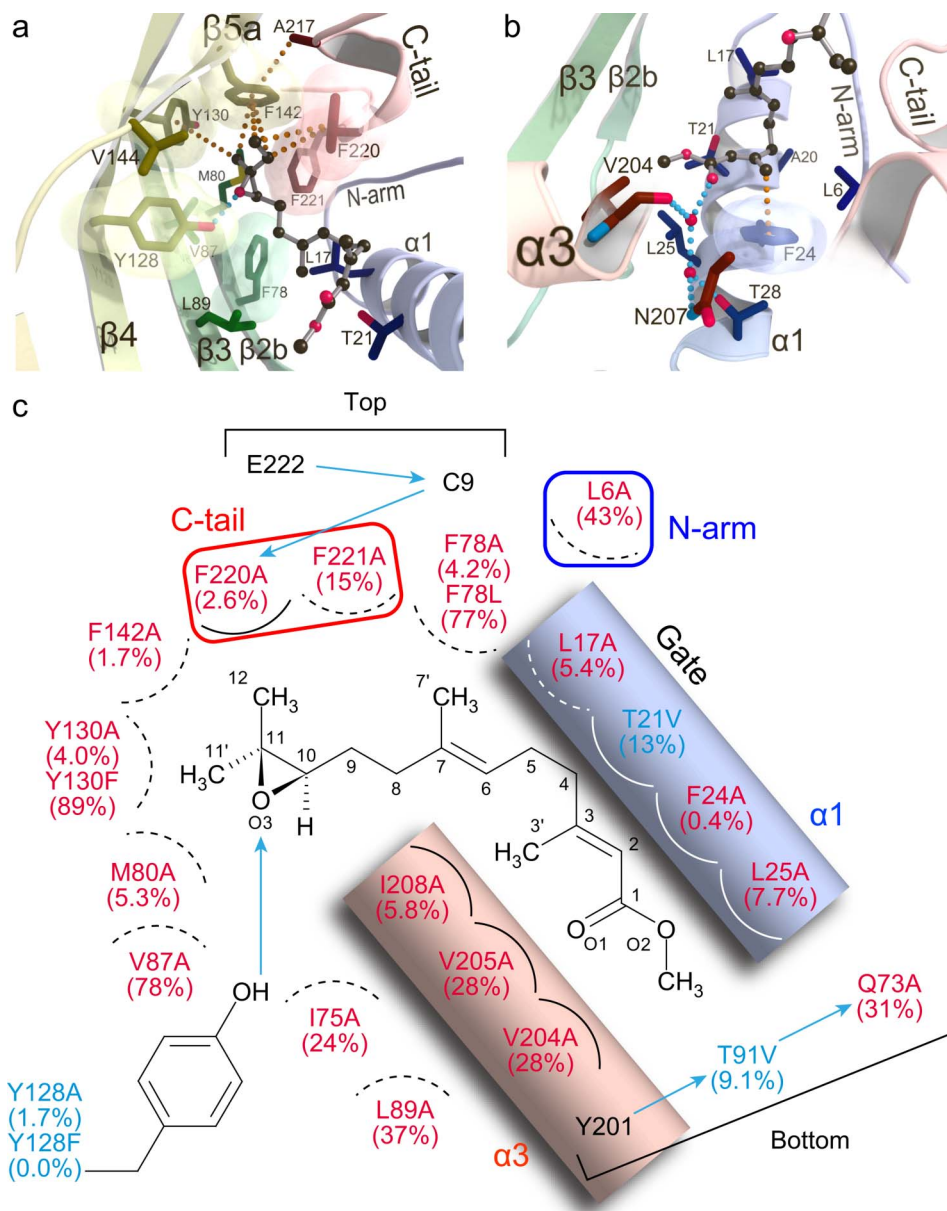 a
β5a
A217
C-tail
Y130
F142
V144
F220
M80
F221
N-arm
Y128
V87
L17
α1
F78
L89
β4
β3
β2b
T21
b
β3
β2b
L17
N-arm
C-tail
T21
V204
A20
L6
α3
L25
F24
N207
T28
α1
c
Top
E222
C9
L6A
(43%)
N-arm
C-tail
F220A
(2.6%)
F221A
(15%)
F78A
(4.2%)
F78L
(77%)
F142A
(1.7%)
L17A
(5.4%)
Gate
T21V
(13%)
Y130A
(4.0%)
Y130F
(89%)
12
CH3
7'
H3C
11'
11
10
H3C
O
O3
H
9
8
7
6
5
4
3
3'
H3C
2
1
O
O1
O2
O
CH3
F24A
(0.4%)
α1
L25A
(7.7%)
M80A
(5.3%)
I208A
(5.8%)
V87A
(78%)
V205A
(28%)
OH
I75A
(24%)
V204A
(28%)
Q73A
(31%)
T91V
(9.1%)
Y128A
(1.7%)
Y128F
(0.0%)
L89A
(37%)
Y201
α3
Bottom